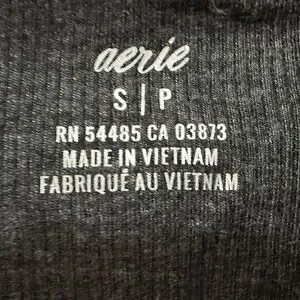 aerie
S | P
RN 54485 CA 03873
MADE IN VIETNAM
FABRIQUÉ AU VIETNAM